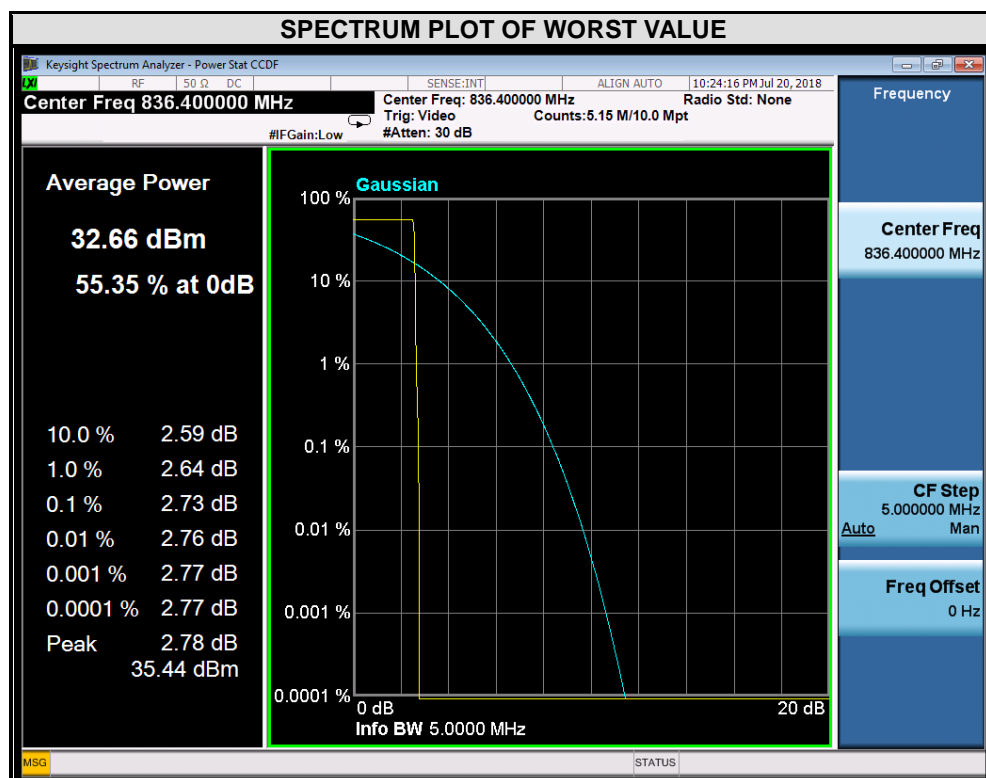 SPECTRUM PLOT OF WORST VALUE
Keysight Spectrum Analyzer - Power Stat CCDF
LXI RF 50 Ω DC SENSE:INT ALIGN AUTO 10:24:16 PM Jul 20, 2018
Center Freq 836.400000 MHz
Center Freq: 836.400000 MHz Radio Std: None
Trig: Video Counts:5.15 M/10.0 Mpt
#IFGain:Low #Atten: 30 dB
Average Power
32.66 dBm
55.35 % at 0dB
10.0 % 2.59 dB
1.0 % 2.64 dB
0.1 % 2.73 dB
0.01 % 2.76 dB
0.001 % 2.77 dB
0.0001 % 2.77 dB
Peak 2.78 dB
35.44 dBm
Gaussian
100 %
10 %
1 %
0.1 %
0.01 %
0.001 %
0.0001 %
0 dB 20 dB
Info BW 5.0000 MHz
Frequency
Center Freq
836.400000 MHz
CF Step
5.000000 MHz
Auto Man
Freq Offset
0 Hz
MSG STATUS